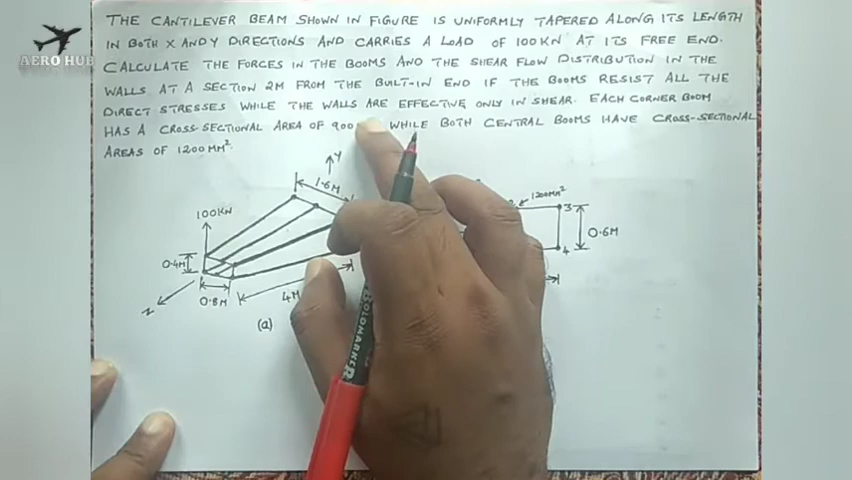 THE CANTILEVER BEAM SHOWN IN FIGURE IS UNIFORMLY TAPERED ALONG ITS LENGTH
IN BOTH X AND Y DIRECTIONS AND CARRIES A LOAD OF 100KN AT ITS FREE END.
CALCULATE THE FORCES IN THE BOOMS AND THE SHEAR FLOW DISTRIBUTION IN THE
WALLS AT A SECTION 2M FROM THE BUILT-IN END IF THE BOOMS RESIST ALL THE
DIRECT STRESSES WHILE THE WALLS ARE EFFECTIVE ONLY IN SHEAR. EACH CORNER BOOM
HAS A CROSS-SECTIONAL AREA OF 900 WHILE BOTH CENTRAL BOOMS HAVE CROSS-SECTIONAL
AREAS OF 1200 MM².
AERO HUB
Y
1.6M
1200MM²
3
100KN
0.6M
4
0.4M
0.8M
4M
Z
(a)